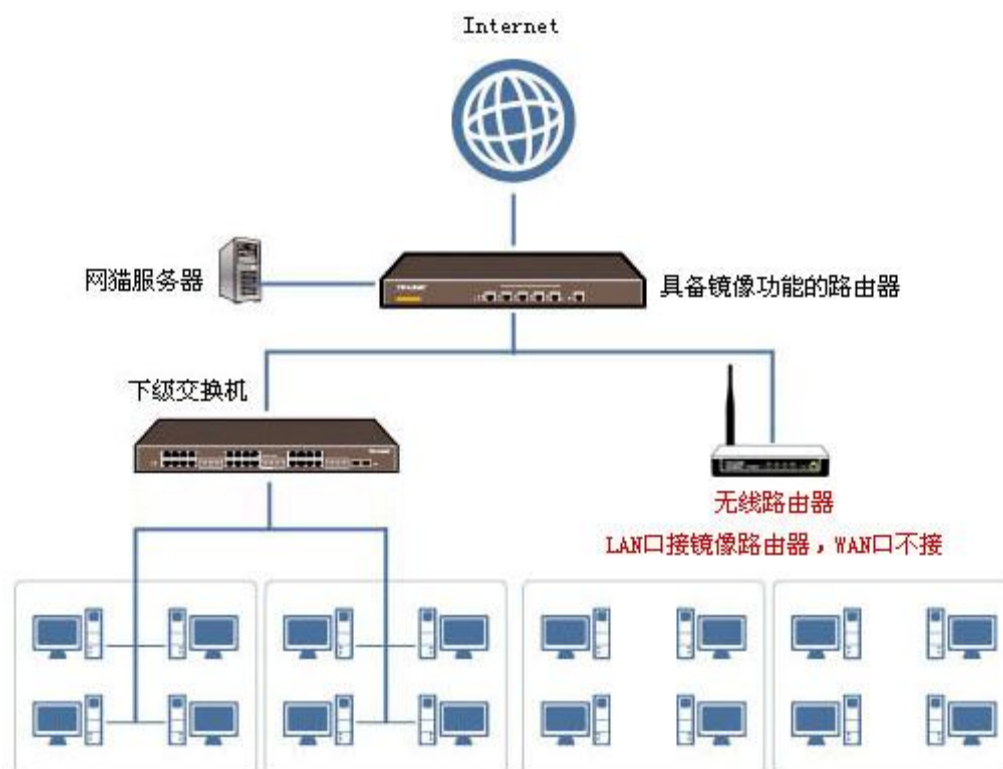 Internet
网猫服务器
具备镜像功能的路由器
下级交换机
无线路由器
LAN口接镜像路由器，WAN口不接